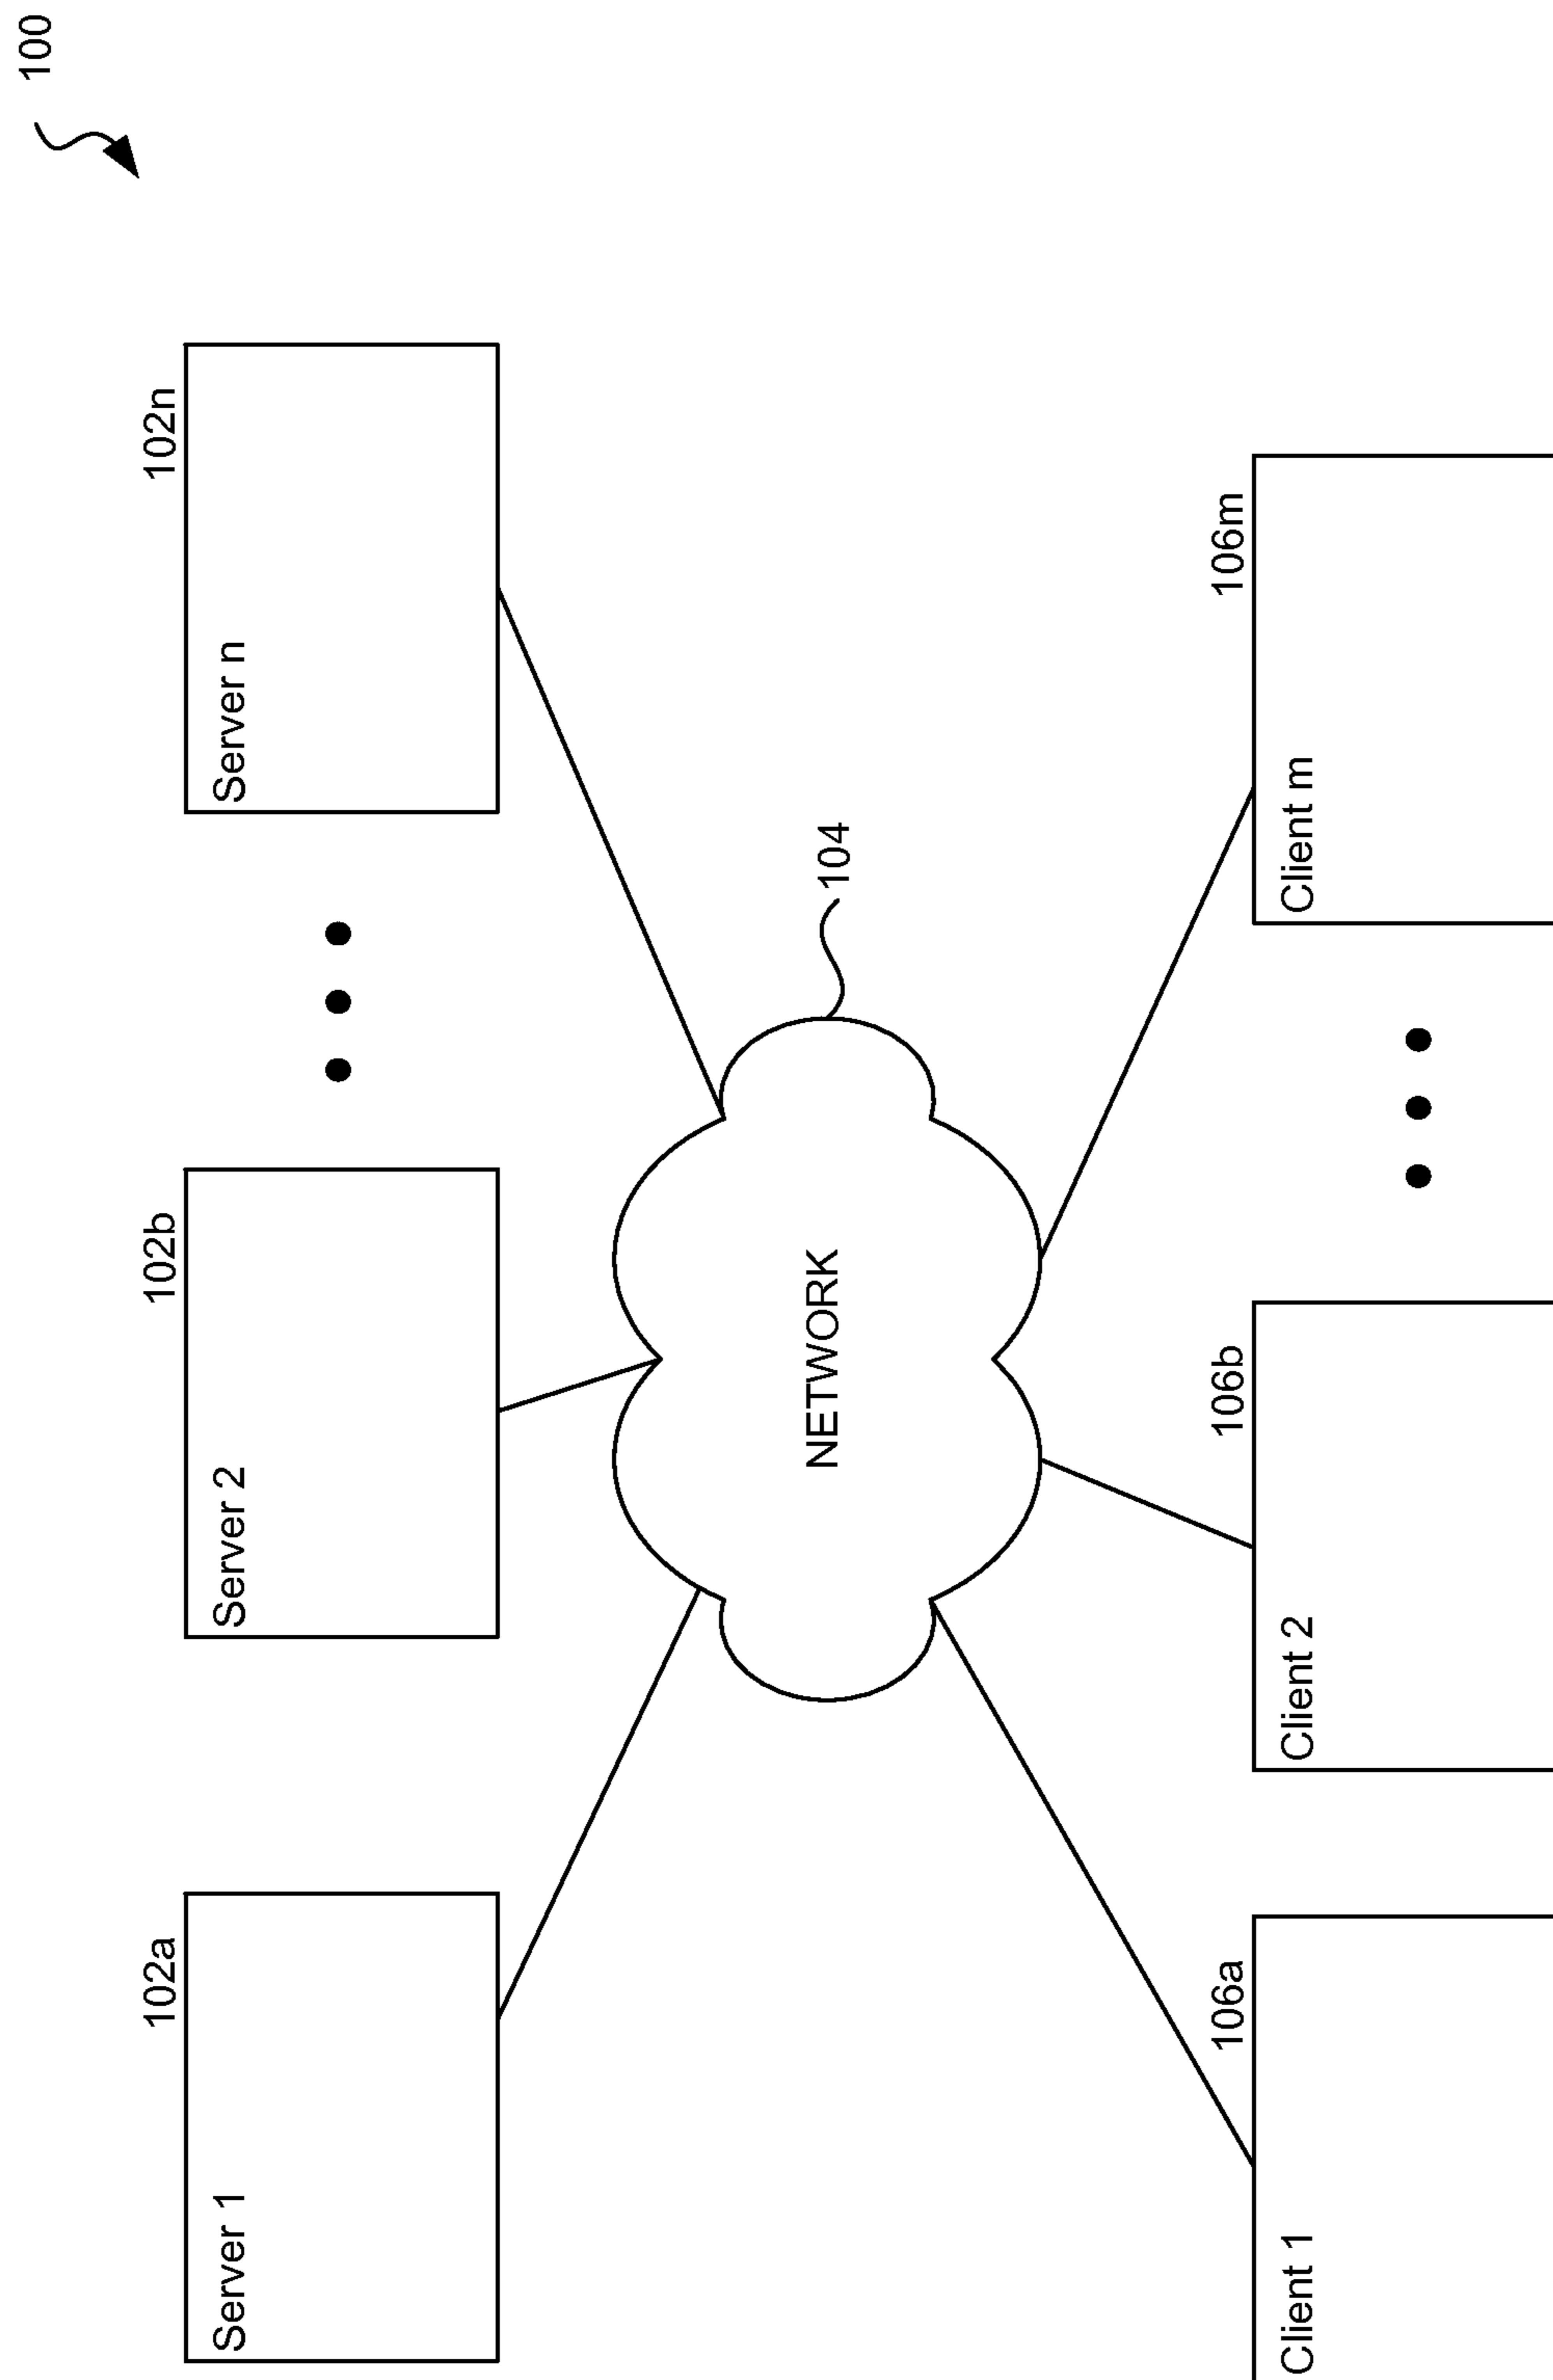 100
102a
102b
102n
Server 1
Server 2
Server n
104
NETWORK
106a
106b
106m
Client 1
Client 2
Client m